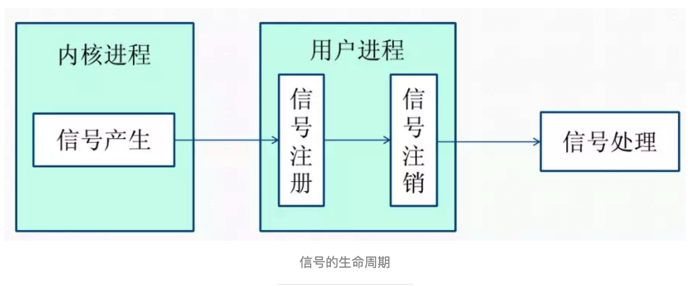 内核进程
信号产生
用户进程
信号注册
信号注销
信号处理
信号的生命周期